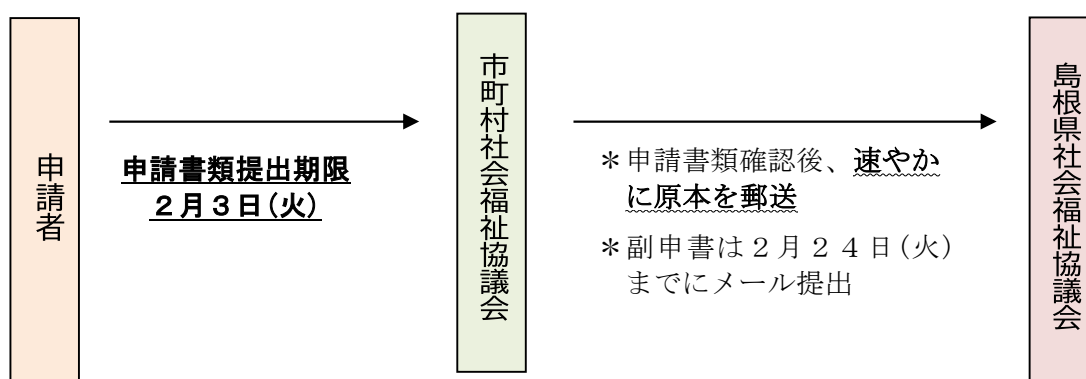 申請者
申請書類提出期限
２月３日(火)
市町村社会福祉協議会
＊申請書類確認後、速やか
に原本を郵送
＊副申書は２月２４日(火)
までにメール提出
島根県社会福祉協議会